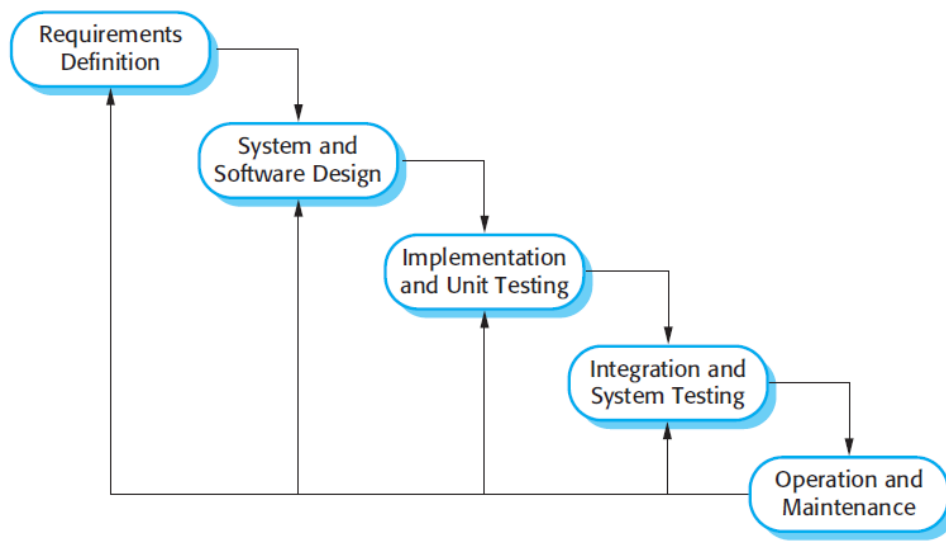 Requirements
Definition
System and
Software Design
Implementation
and Unit Testing
Integration and
System Testing
Operation and
Maintenance